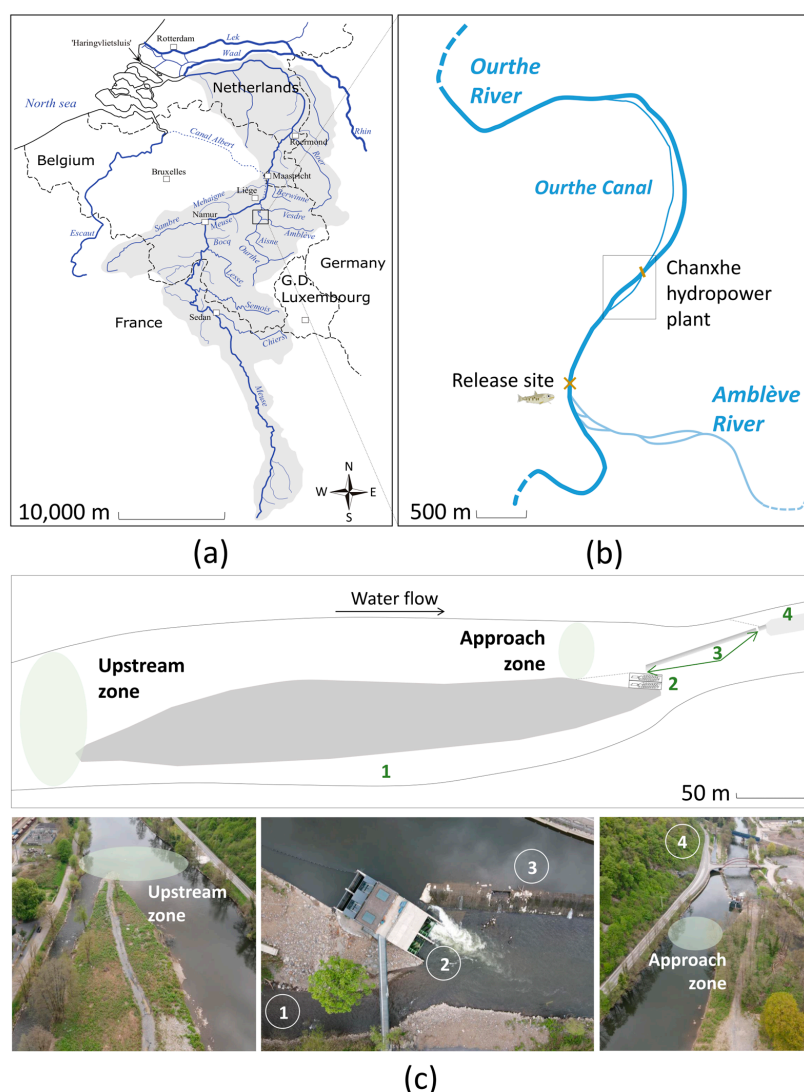 'Haringvlietsluis'
Rotterdam
Lek
Waal
Netherlands
North sea
Rhin
Roermond
Roer
Canal Albert
Belgium
Bruxelles
Maastricht
Liège
Berwinne
Mehaigne
Namur
Meuse
Vesdre
Sambre
Amblève
Escaut
Bocq
Aisne
Ourthe
Germany
Lesse
G.D.
Luxembourg
France
Semois
Sedan
Chiers
Meuse
N
W
E
S
10,000 m
(a)
Ourthe
River
Ourthe Canal
Chanxhe
hydropower
plant
Release site
Amblève
River
500 m
(b)
Water flow
4
Upstream
zone
Approach
zone
3
2
1
50 m
Upstream
zone
3
2
1
4
Approach
zone
(c)